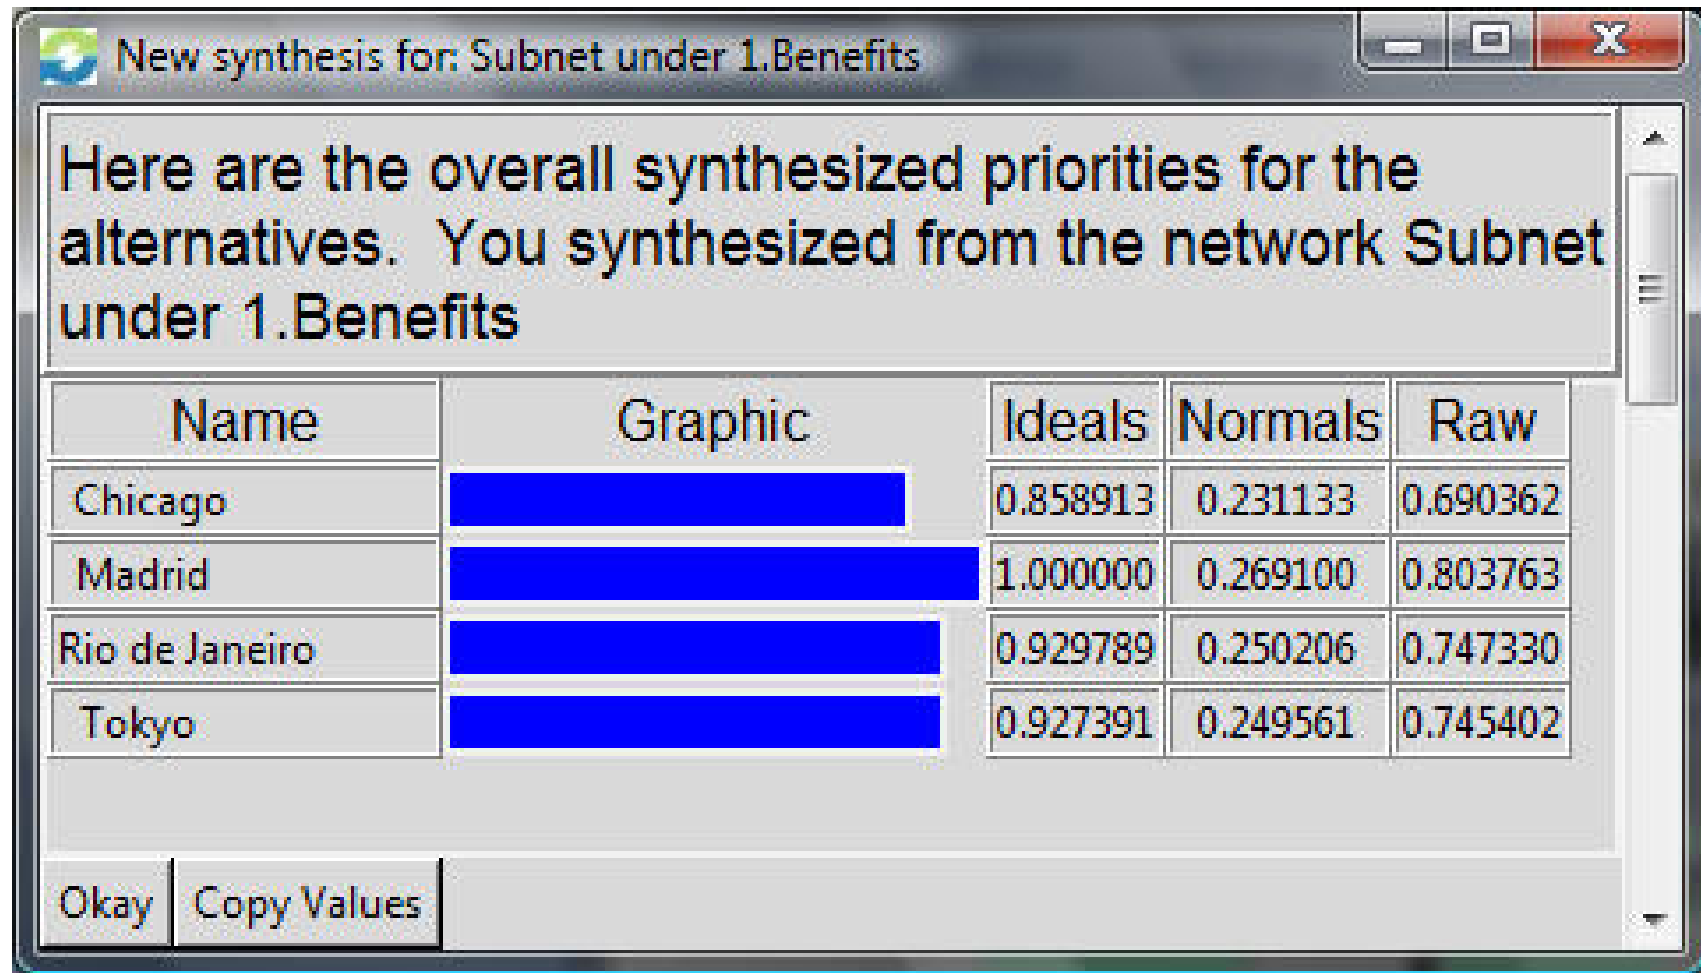 New synthesis for: Subnet under 1.Benefits
Here are the overall synthesized priorities for the
alternatives.  You synthesized from the network Subnet
under 1.Benefits
Name Graphic Ideals Normals Raw
Chicago 0.858913 0.231133 0.690362
Madrid 1.000000 0.269100 0.803763
Rio de Janeiro 0.929789 0.250206 0.747330
Tokyo 0.927391 0.249561 0.745402
Okay Copy Values